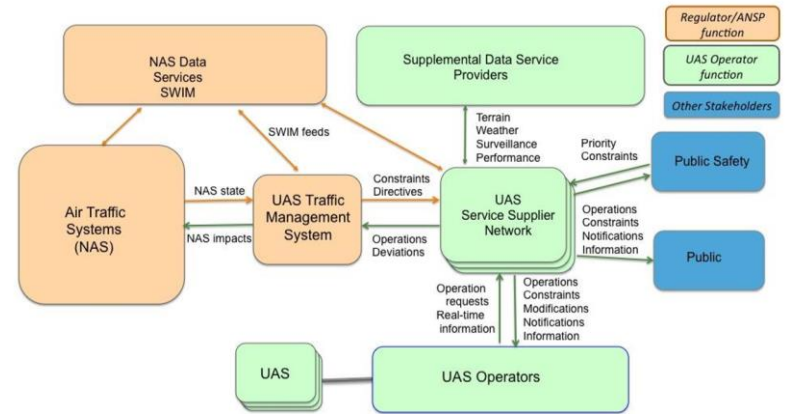 Regulator/ANSP
function
NAS Data
Services
SWIM
Supplemental Data Service
Providers
UAS Operator
function
Other Stakeholders
SWIM feeds
Terrain
Weather
Surveillance
Performance
Priority
Constraints
Public Safety
Air Traffic
Systems
(NAS)
NAS state
NAS impacts
UAS Traffic
Management
System
Constraints
Directives
Operations
Deviations
UAS
Service Supplier
Network
Operations
Constraints
Notifications
Information
Public
Operation
requests
Real-time
information
Operations
Constraints
Modifications
Notifications
Information
UAS
UAS Operators